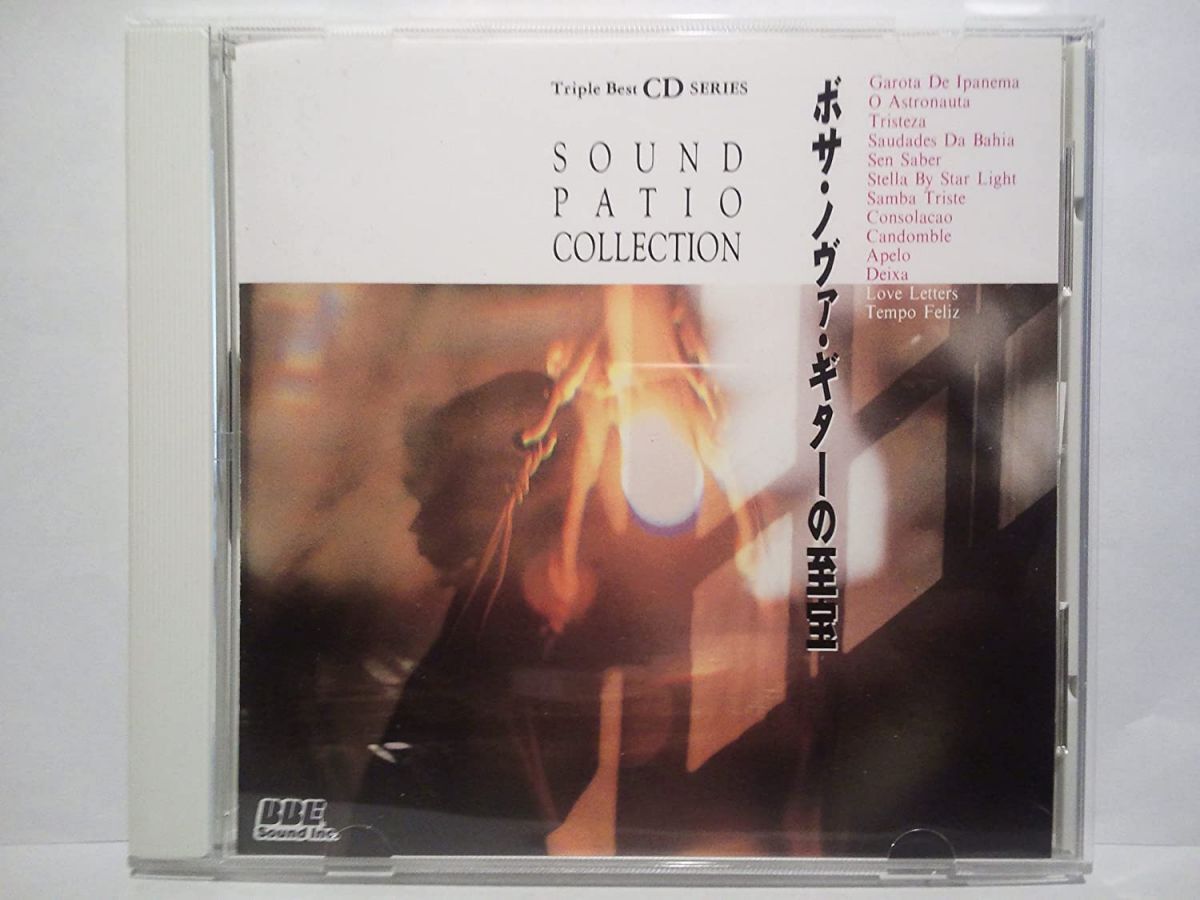 Triple Best CD SERIES
SOUND
PATIO
COLLECTION
ボサ・ノヴァ・ギターの至宝
Garota De Ipanema
O Astronauta
Tristeza
Saudades Da Bahia
Sen Saber
Stella By Star Light
Samba Triste
Consolacao
Candomble
Apelo
Deixa
Love Letters
Tempo Feliz
BBE
Sound Inc.